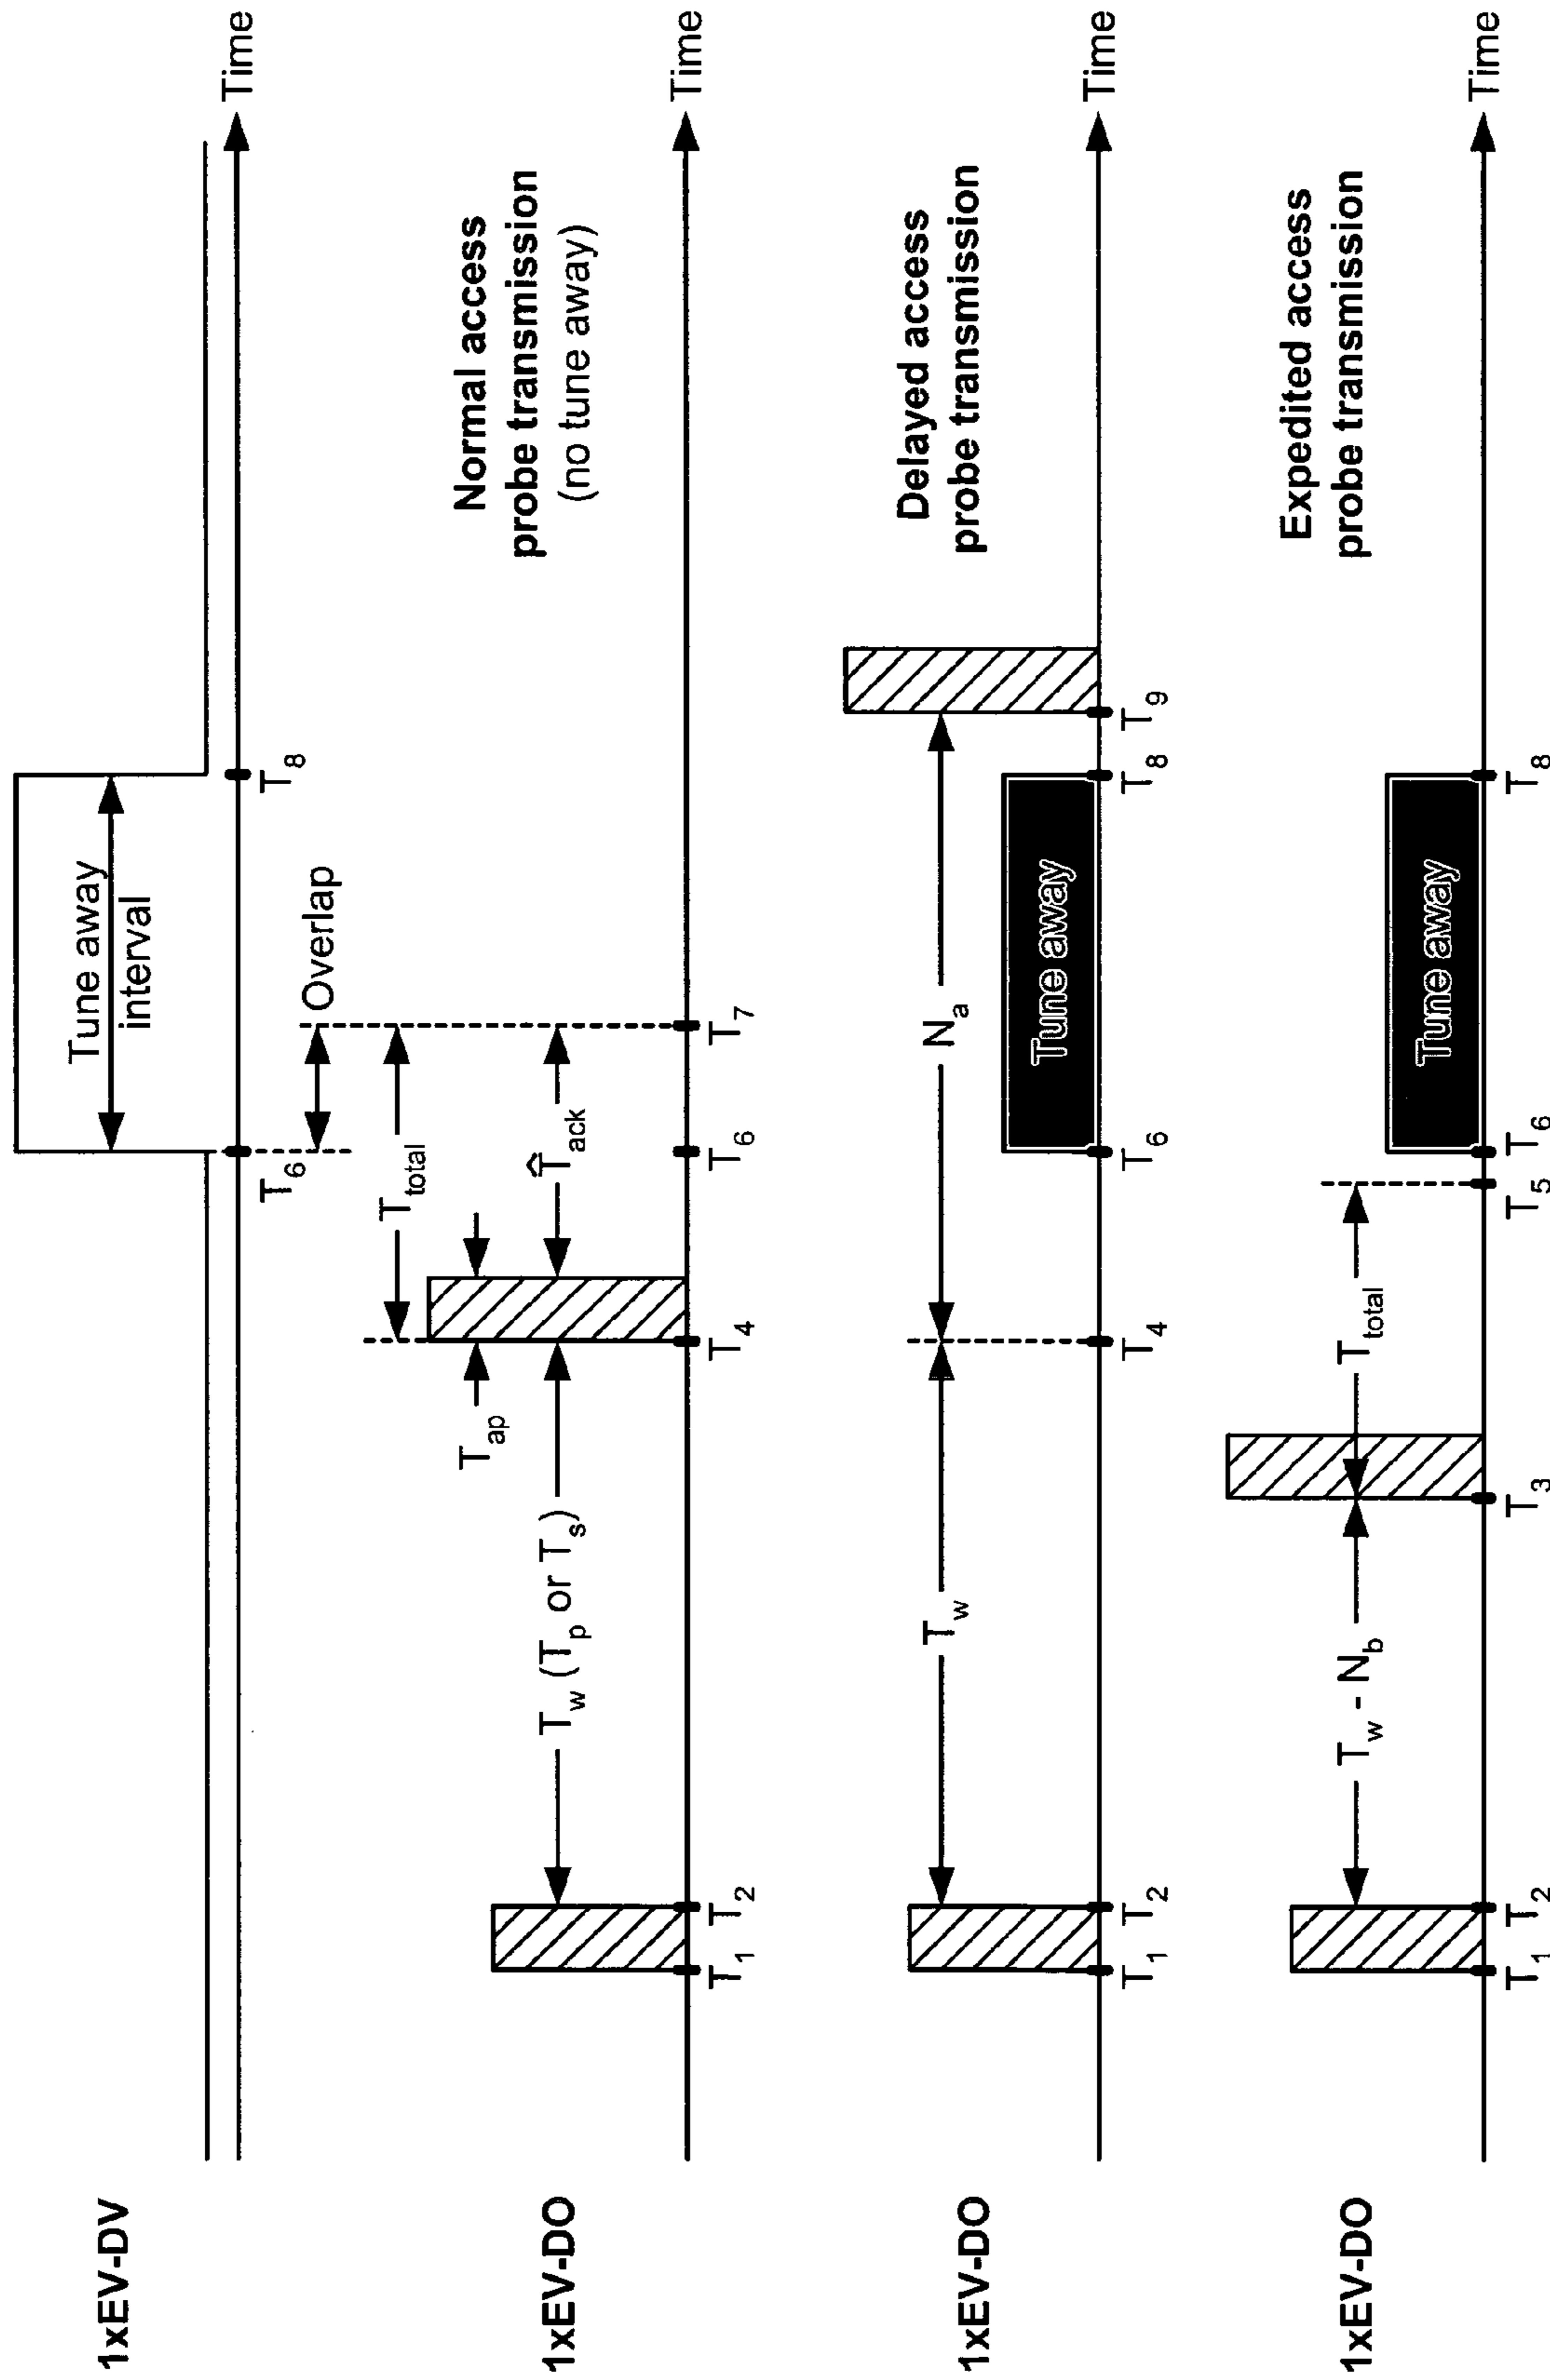 1xEV-DV
Tune away
interval
T6
T8
Time
Overlap
1xEV-DO
Normal access
probe transmission
(no tune away)
Ttotal
Tap
Tw (Tp or Ts)
T̂ack
T1
T2
T4
T6
T7
Time
1xEV-DO
Delayed access
probe transmission
Tw
Na
Tune away
T1
T2
T4
T6
T8
T9
Time
1xEV-DO
Expedited access
probe transmission
Tw - Nb
Ttotal
Tune away
T1
T2
T3
T5
T6
T8
Time